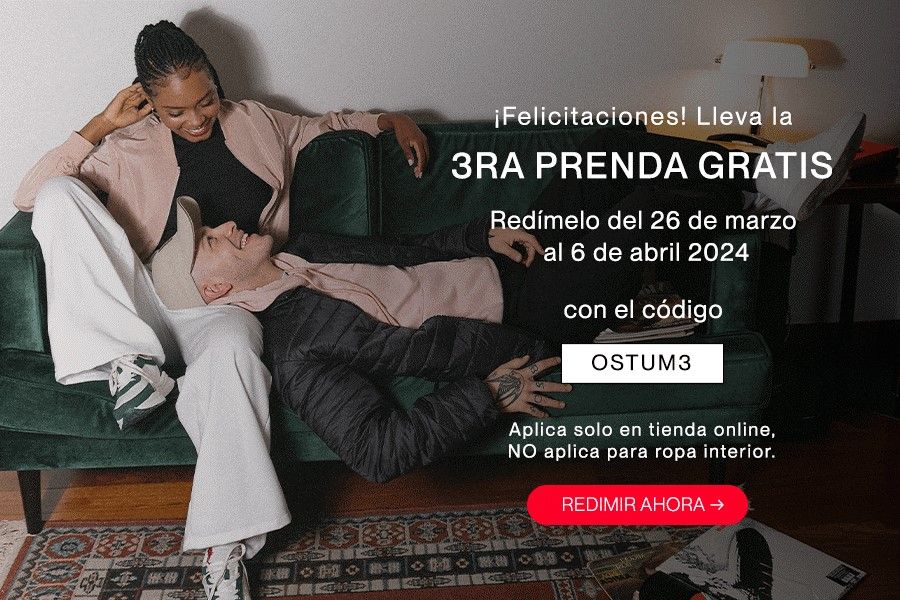 ¡Felicitaciones! Lleva la
3RA PRENDA GRATIS
Redímelo del 26 de marzo
al 6 de abril 2024
con el código
OSTUM3
Aplica solo en tienda online,
NO aplica para ropa interior.
REDIMIR AHORA →